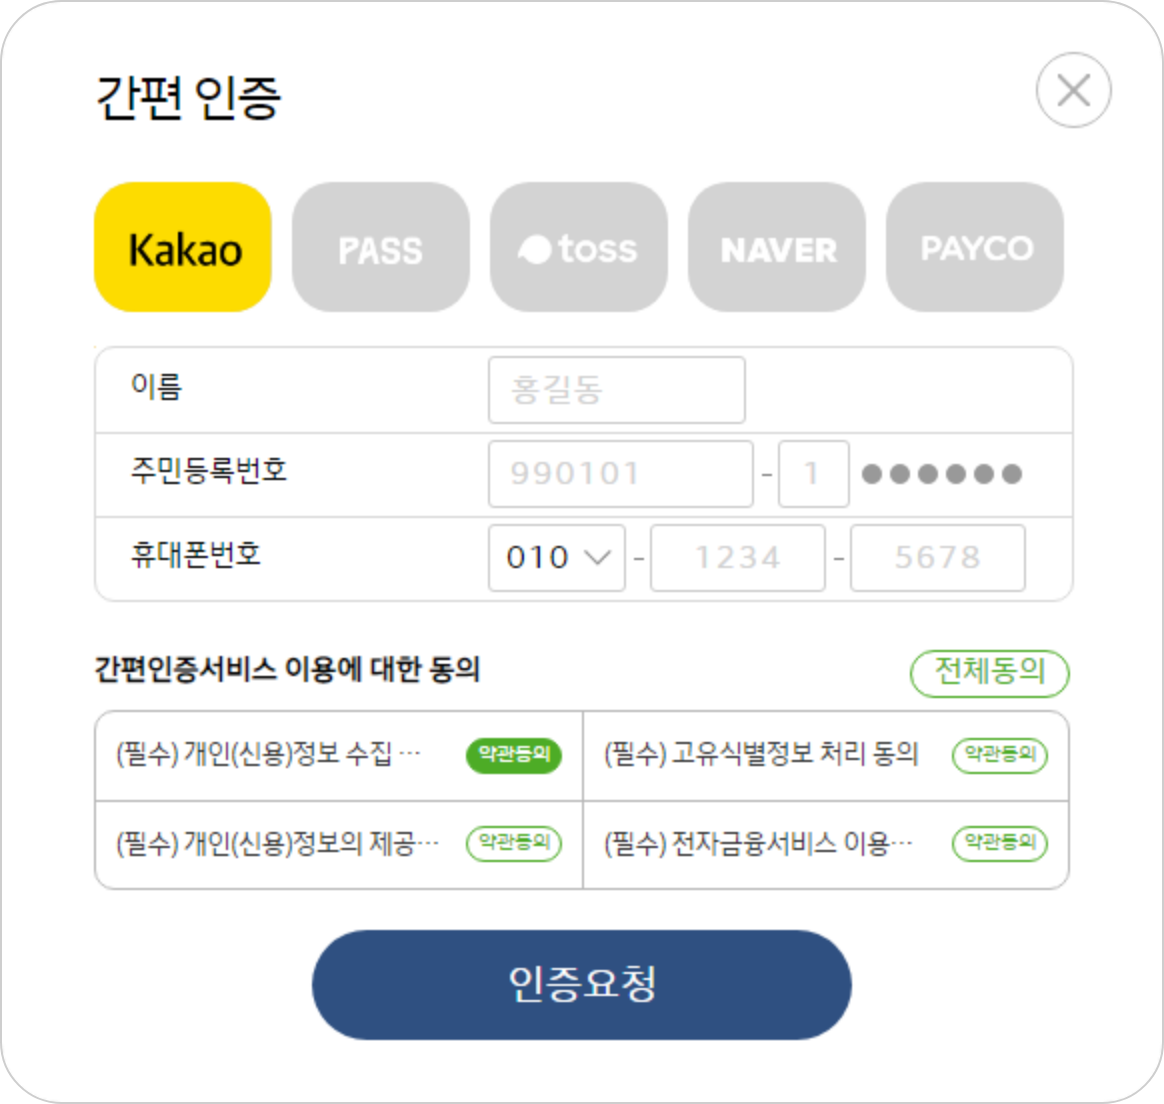 간편 인증
Kakao PASS toss NAVER PAYCO
이름 홍길동
주민등록번호 990101 - 1 ●●●●●●
휴대폰번호 010 - 1234 - 5678
간편인증서비스 이용에 대한 동의 전체동의
(필수) 개인(신용)정보 수집 ··· 약관동의 (필수) 고유식별정보 처리 동의 약관동의
(필수) 개인(신용)정보의 제공··· 약관동의 (필수) 전자금융서비스 이용··· 약관동의
인증요청